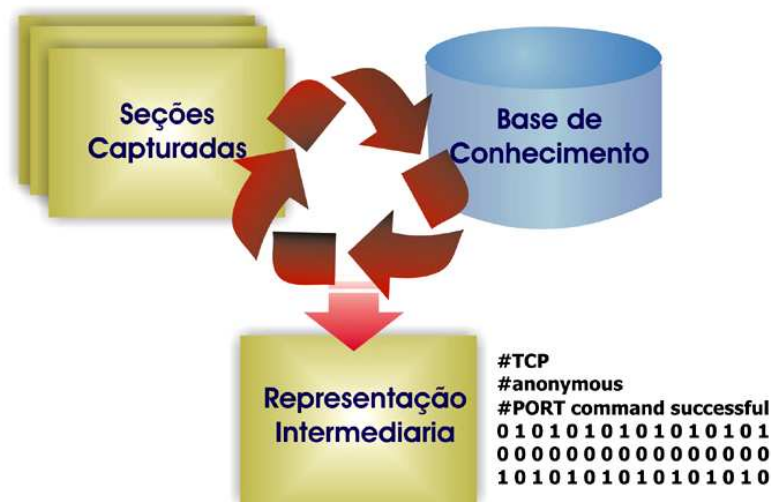 Seções
Capturadas
Base de
Conhecimento
Representação
Intermediaria
#TCP
#anonymous
#PORT command successful
0 1 0 1 0 1 0 1 0 1 0 1 0 1 0 1
0 0 0 0 0 0 0 0 0 0 0 0 0 0 0 0
1 0 1 0 1 0 1 0 1 0 1 0 1 0 1 0